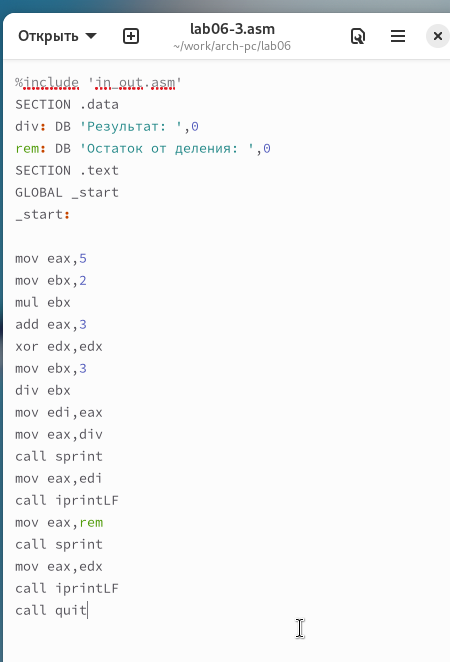 Открыть
lab06-3.asm
~/work/arch-pc/lab06
%include 'in_out.asm'
SECTION .data
div: DB 'Результат: ',0
rem: DB 'Остаток от деления: ',0
SECTION .text
GLOBAL _start
_start:
mov eax,5
mov ebx,2
mul ebx
add eax,3
xor edx,edx
mov ebx,3
div ebx
mov edi,eax
mov eax,div
call sprint
mov eax,edi
call iprintLF
mov eax,rem
call sprint
mov eax,edx
call iprintLF
call quit